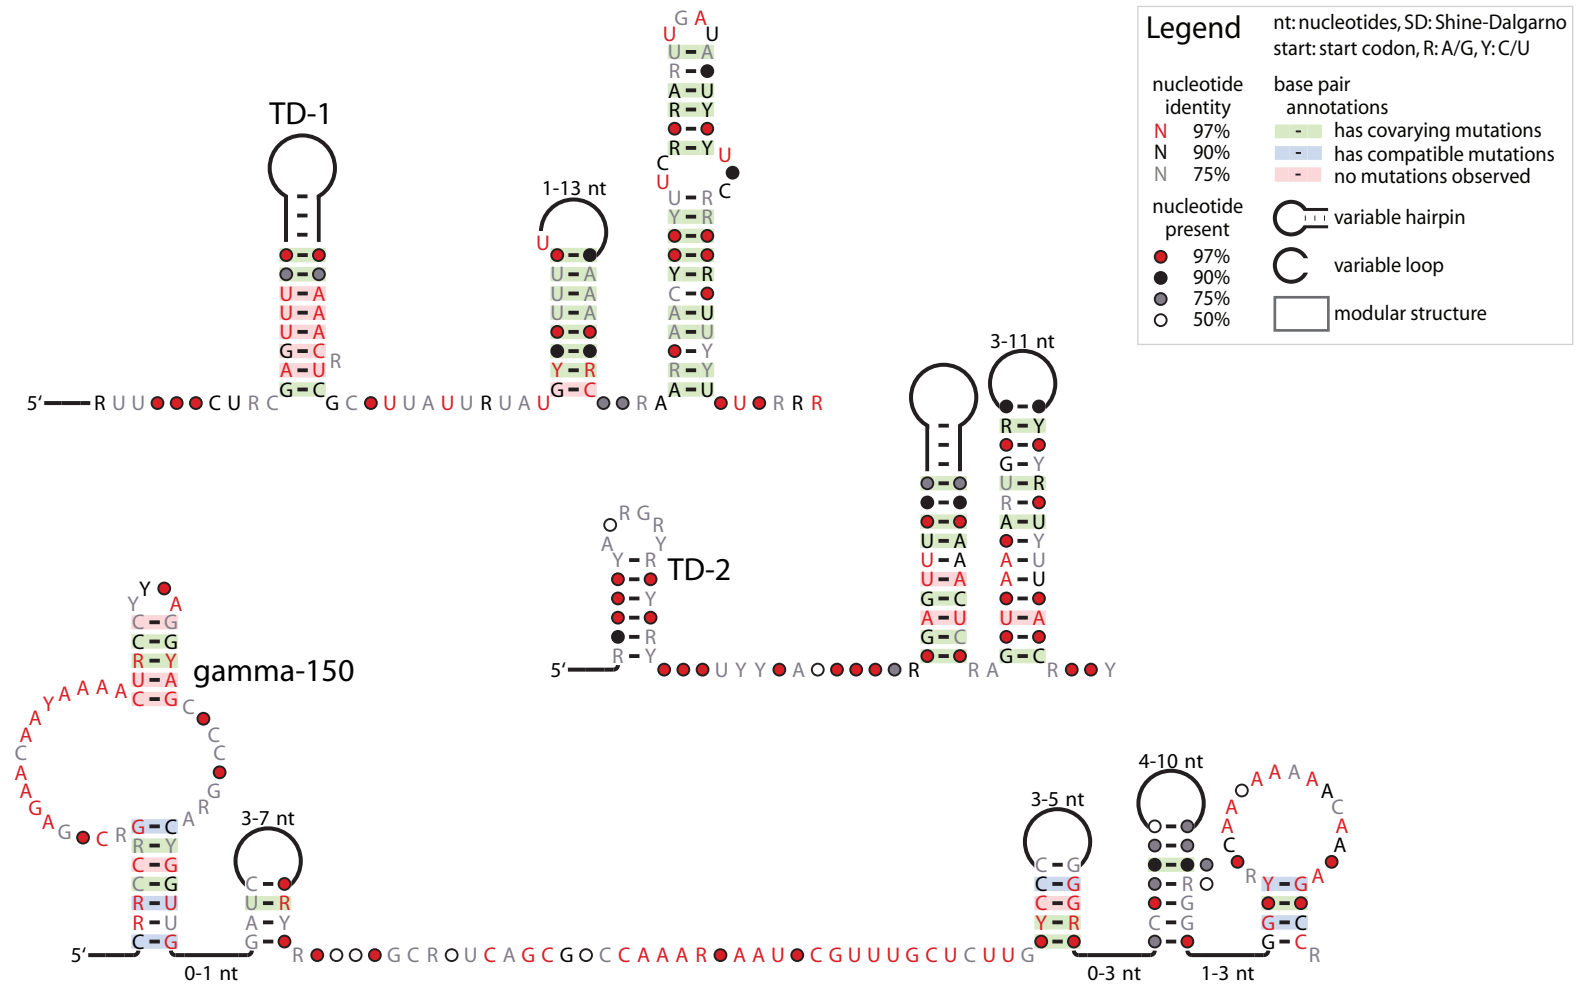 Legend
nt: nucleotides, SD: Shine-Dalgarno
start: start codon, R: A/G, Y: C/U
nucleotide identity
N 97%
N 90%
N 75%
base pair annotations
- has covarying mutations
- has compatible mutations
- no mutations observed
nucleotide present
97%
90%
75%
50%
variable hairpin
variable loop
modular structure
TD-1
U G A U
U - A
R -
A - U
R - Y
R - Y
C U
U C
U - R
Y - R
Y - R
C -
A - U
A - U
- Y
R - Y
A - U
1-13 nt
U
U - A
U - A
U - A
Y - R
G - C
U - A
U - A
U - A
G - C
A - U R
G - C
5′ R U U C U R C G C U U A U U R U A U R A U R R R
TD-2
A R G R Y
Y - R
- Y
- R
R - Y
U - A
U - A
U - A
G - C
A - U
G - C
3-11 nt
R - Y
G - Y
U - R
R -
A - U
- Y
A - U
A - U
U - A
G - C
5′ U Y Y A R R A R Y
gamma-150
Y Y A
C - G
C - G
R - Y
U - A
C - G
G A G A A C A A Y A A A A
C C C G R A
C R
G - C
R - Y
C - G
C - G
R - U
R - U
C - G
5′
0-1 nt
3-7 nt
C -
U - R
A - Y
G -
R G C R U C A G C G C C A A A R A A U C G U U U G C U C U U G
3-5 nt
C - G
C - G
C - G
Y - R
0-3 nt
4-10 nt
R
G
C - G
1-3 nt
R C A A A A A A A C A A A
Y - G
G - C
G - C
R